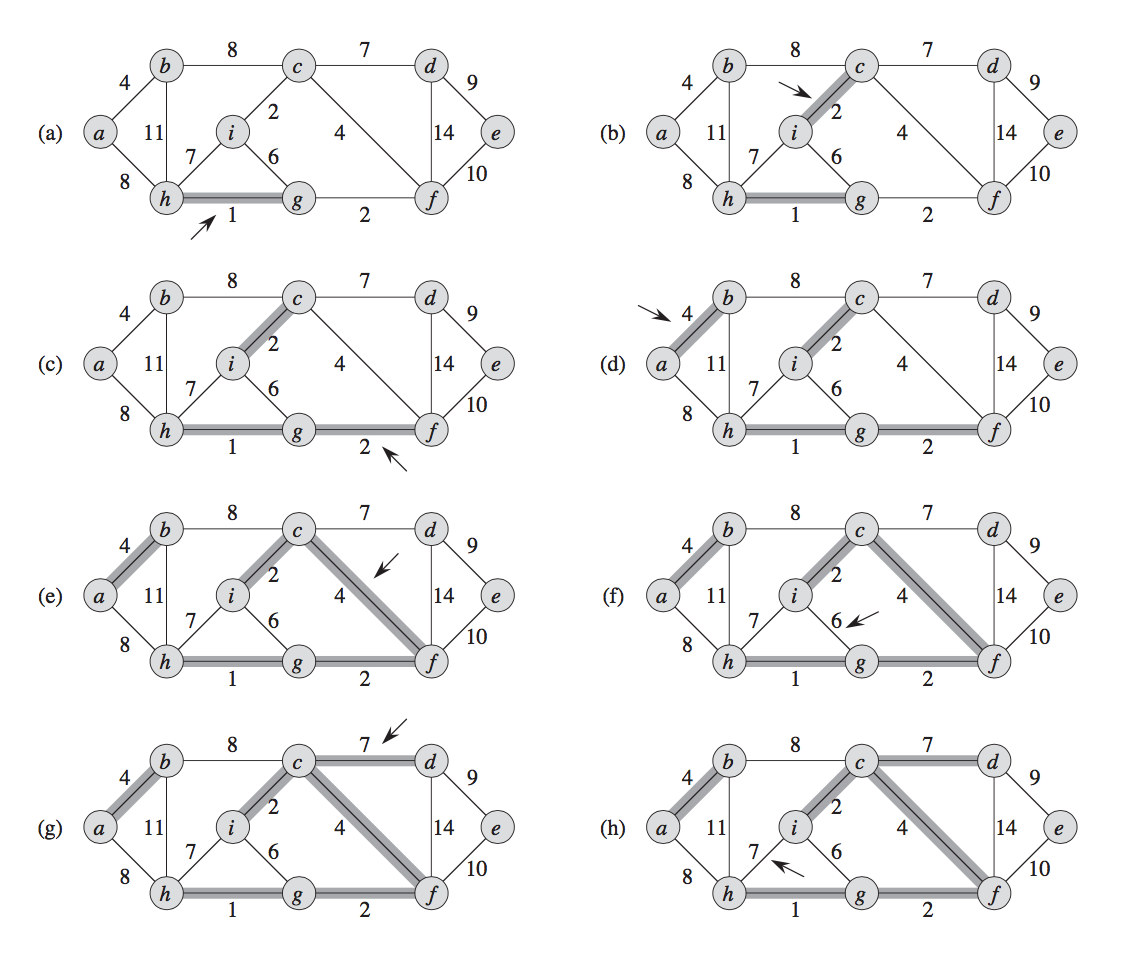 8 7 8 7
b c d b c d
4 9 4 9
2 2
(a) a 11 i 4 14 e (b) a 11 i 4 14 e
7 6 7 6
8 10 8 10
h g f h g f
1 2 1 2
8 7 8 7
b c d b c d
4 9 4 9
2 2
(c) a 11 i 4 14 e (d) a 11 i 4 14 e
7 6 7 6
8 10 8 10
h g f h g f
1 2 1 2
8 7 8 7
b c d b c d
4 9 4 9
2 2
(e) a 11 i 4 14 e (f) a 11 i 4 14 e
7 6 7 6
8 10 8 10
h g f h g f
1 2 1 2
8 7 8 7
b c d b c d
4 9 4 9
2 2
(g) a 11 i 4 14 e (h) a 11 i 4 14 e
7 6 7 6
8 10 8 10
h g f h g f
1 2 1 2